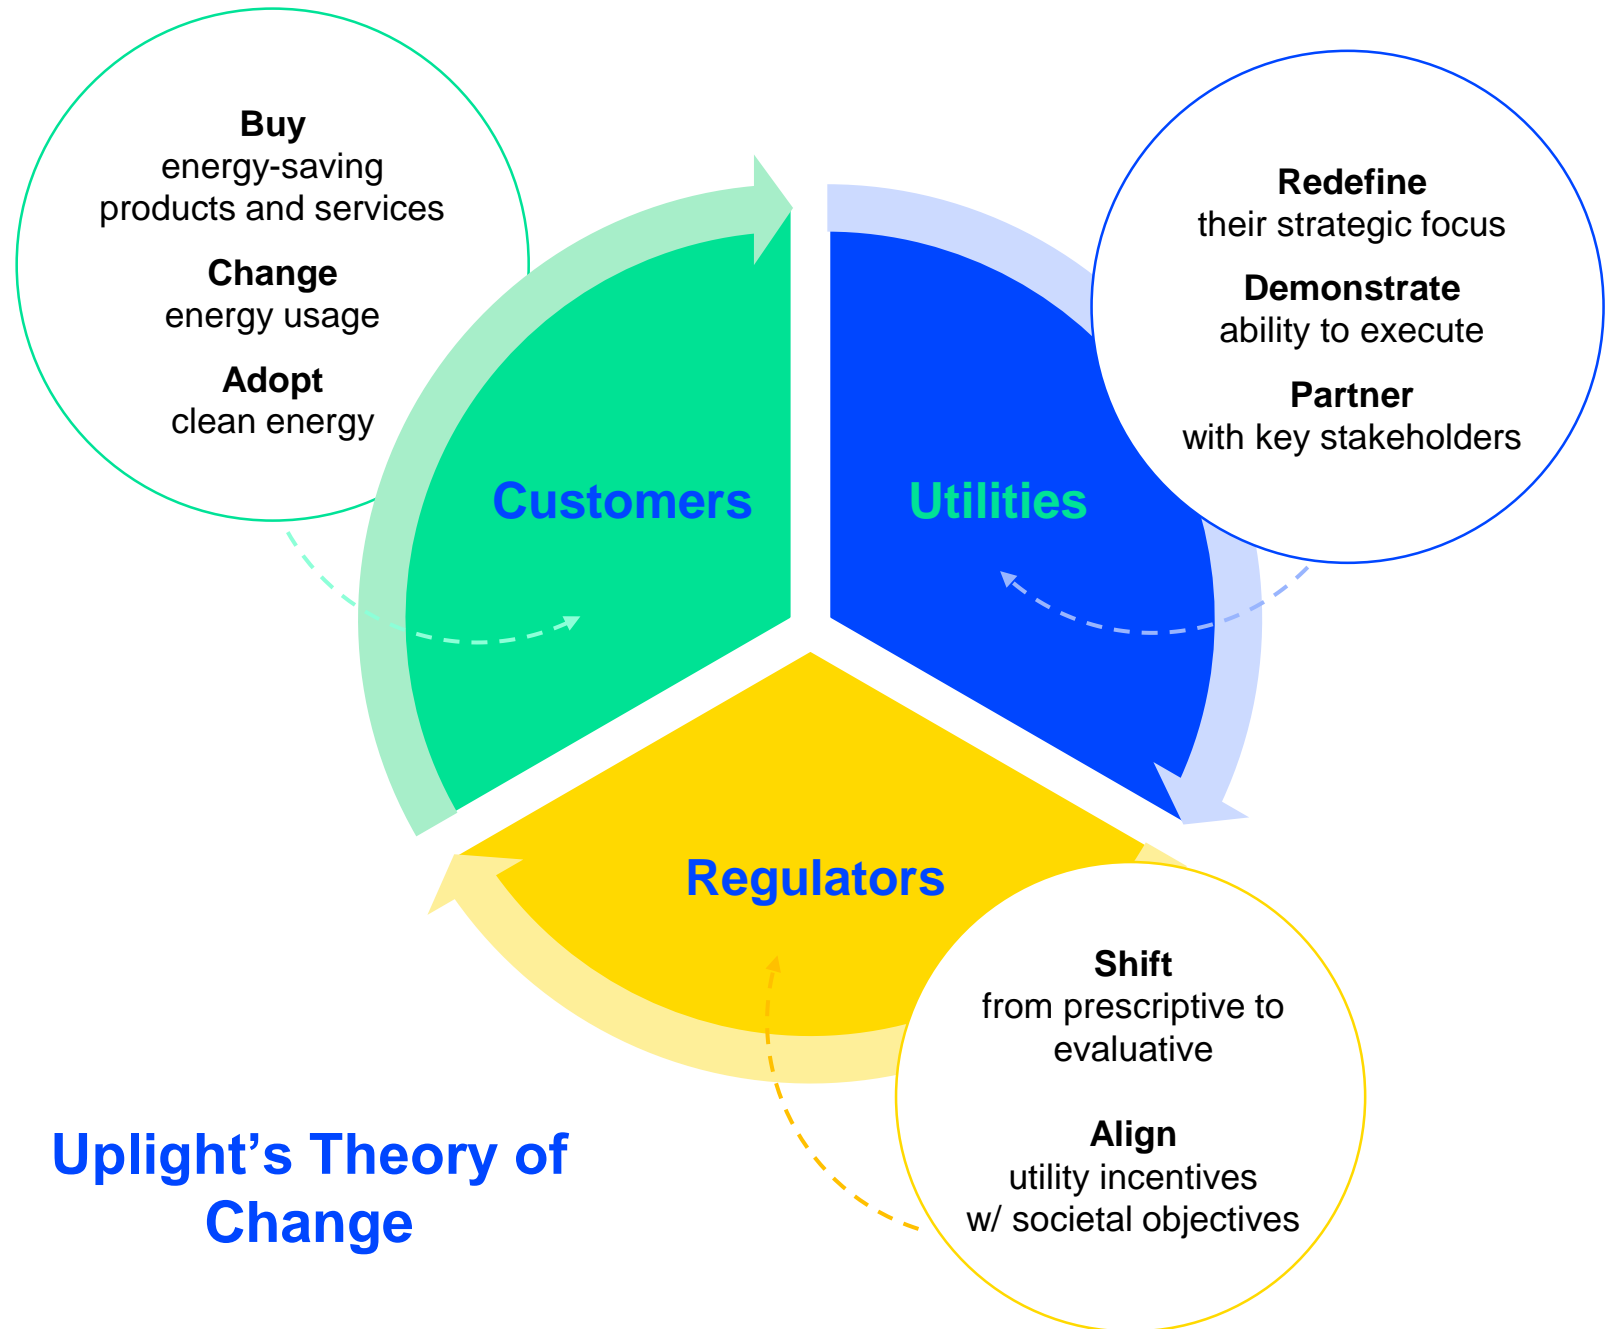 Buy
energy-saving
products and services
Change
energy usage
Adopt
clean energy
Redefine
their strategic focus
Demonstrate
ability to execute
Partner
with key stakeholders
Customers
Utilities
Regulators
Shift
from prescriptive to
evaluative
Align
utility incentives
w/ societal objectives
Uplight’s Theory of
Change